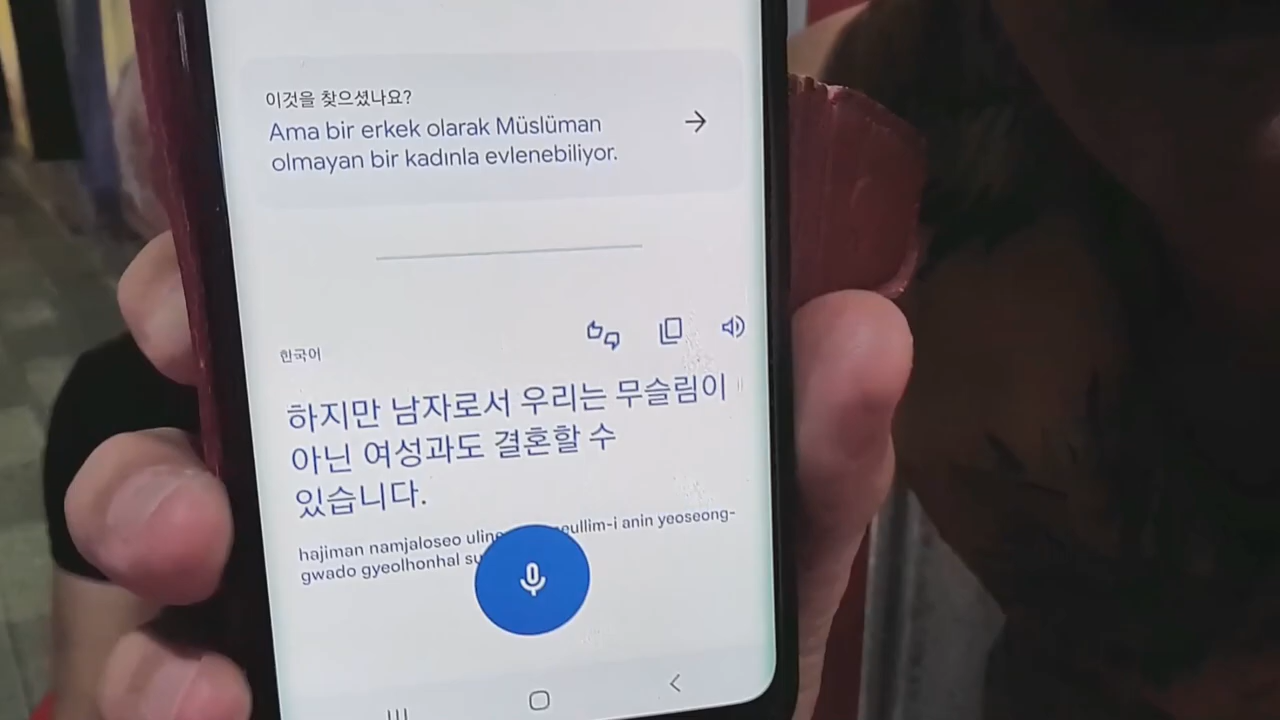 이것을 찾으셨나요?
Ama bir erkek olarak Müslüman
olmayan bir kadınla evlenebiliyor.
한국어
하지만 남자로서 우리는 무슬림이
아닌 여성과도 결혼할 수
있습니다.
hajiman namjaloseo uline eullim-i anin yeoseong-
gwado gyeolhonhal su